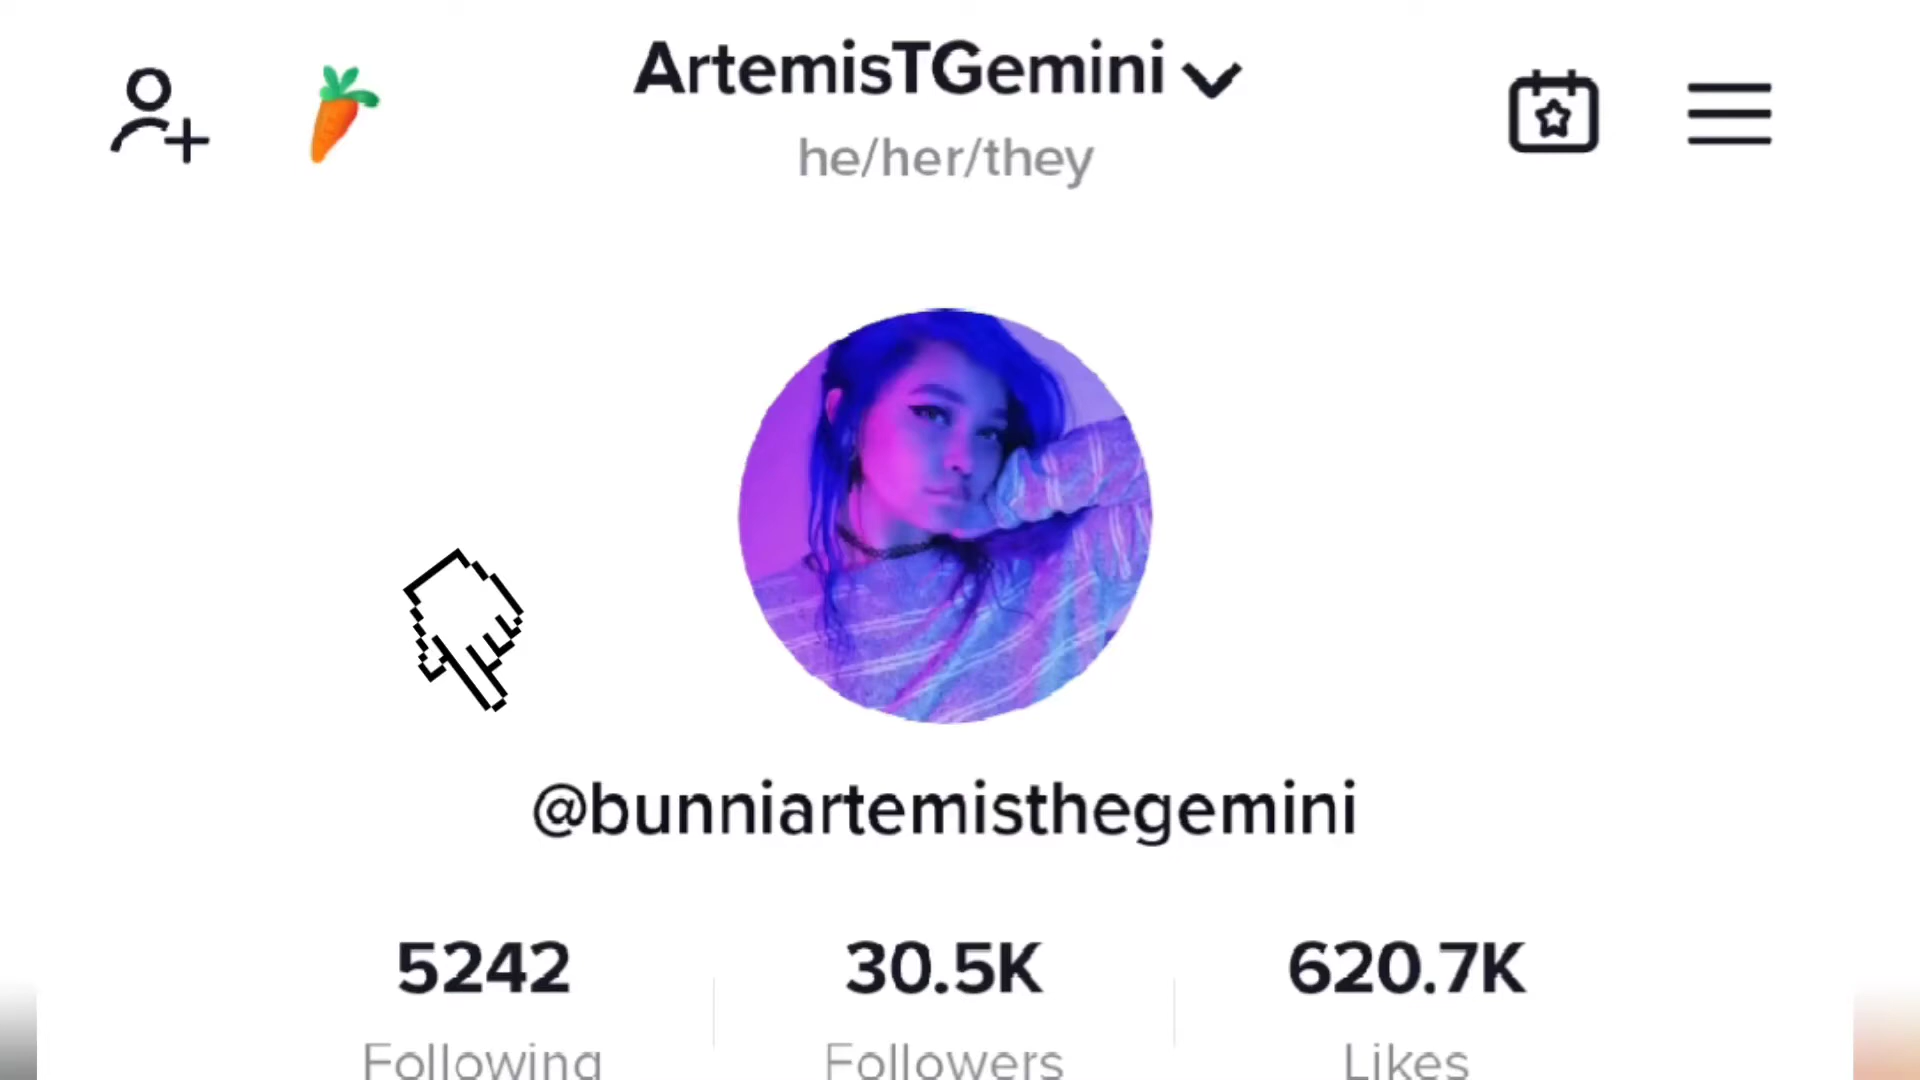 ArtemisTGemini
he/her/they
@bunniartemisthegemini
5242 30.5K 620.7K
Following Followers Likes